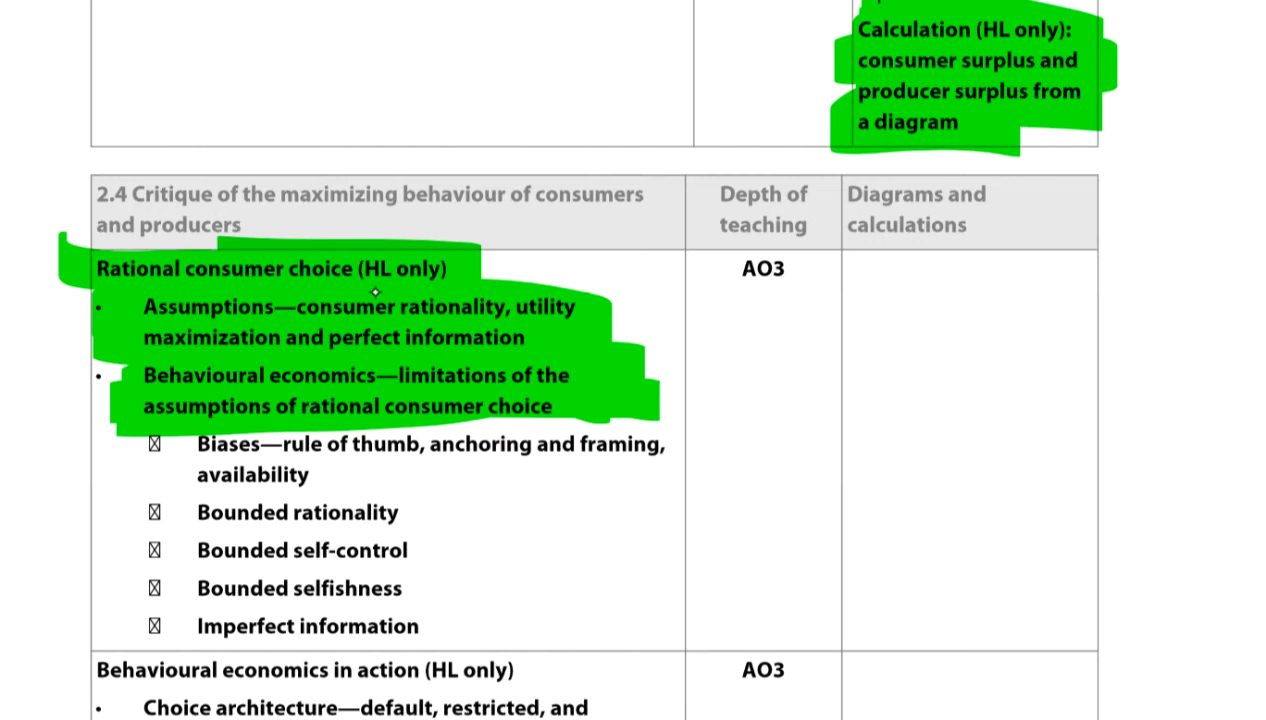 Calculation (HL only):
consumer surplus and
producer surplus from
a diagram
2.4 Critique of the maximizing behaviour of consumers
and producers
Depth of
teaching
Diagrams and
calculations
Rational consumer choice (HL only)
AO3
• Assumptions—consumer rationality, utility
maximization and perfect information
• Behavioural economics—limitations of the
assumptions of rational consumer choice
Biases—rule of thumb, anchoring and framing,
availability
Bounded rationality
Bounded self-control
Bounded selfishness
Imperfect information
Behavioural economics in action (HL only)
AO3
• Choice architecture—default, restricted, and